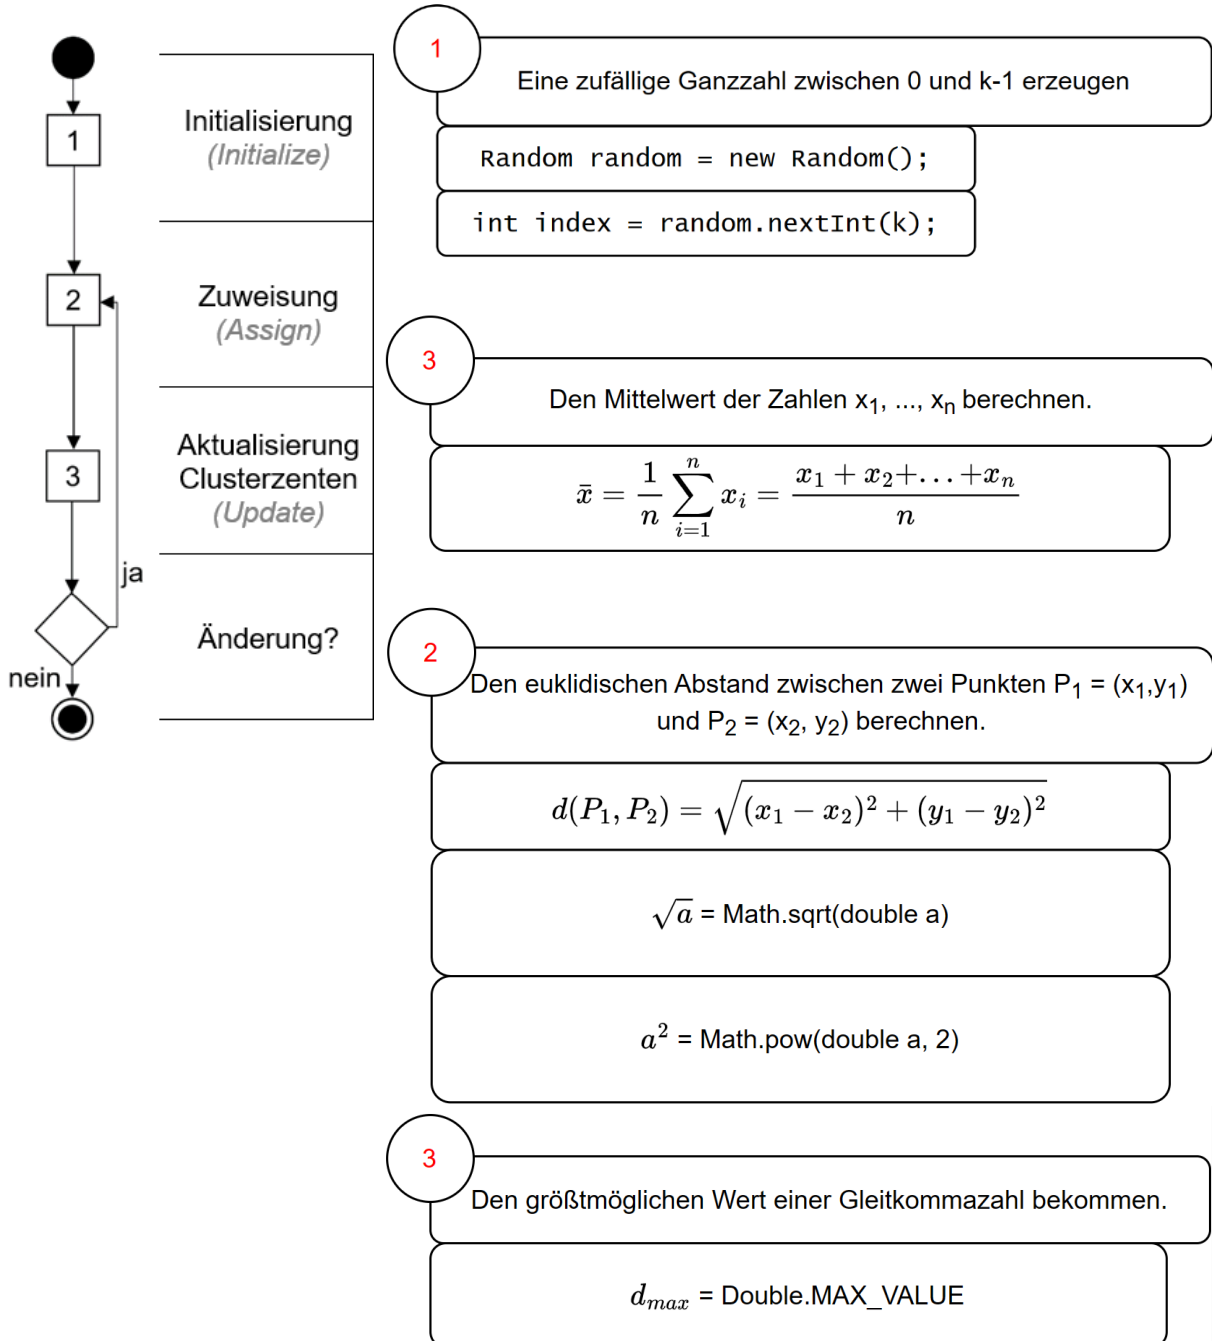 1
Initialisierung
(Initialize)
2
Zuweisung
(Assign)
3
Aktualisierung
Clusterzenten
(Update)
ja
Änderung?
nein
1
Eine zufällige Ganzzahl zwischen 0 und k-1 erzeugen
Random random = new Random();
int index = random.nextInt(k);
3
Den Mittelwert der Zahlen x₁, ..., xₙ berechnen.
x̄ = 1/n ∑_{i=1}^{n} x_i = (x₁ + x₂+...+xₙ)/n
2
Den euklidischen Abstand zwischen zwei Punkten P₁ = (x₁,y₁)
und P₂ = (x₂, y₂) berechnen.
d(P₁, P₂) = √((x₁ − x₂)² + (y₁ − y₂)²)
√a = Math.sqrt(double a)
a² = Math.pow(double a, 2)
3
Den größtmöglichen Wert einer Gleitkommazahl bekommen.
d_{max} = Double.MAX_VALUE